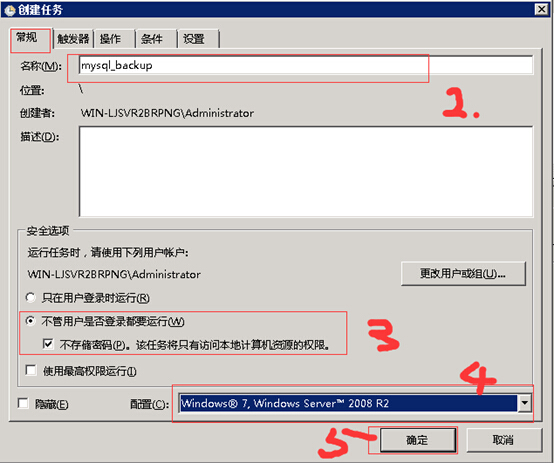 创建任务
常规 触发器 操作 条件 设置
名称(M): mysql_backup
2.
位置: \
创建者: WIN-LJSVR2BRPNG\Administrator
描述(D):
安全选项
运行任务时，请使用下列用户帐户:
WIN-LJSVR2BRPNG\Administrator 更改用户或组(U)...
只在用户登录时运行(R)
不管用户是否登录都要运行(W)
3
不存储密码(P)。该任务将只有访问本地计算机资源的权限。
使用最高权限运行(I)
4
隐藏(E) 配置(C): Windows® 7, Windows Server™ 2008 R2
5 确定 取消